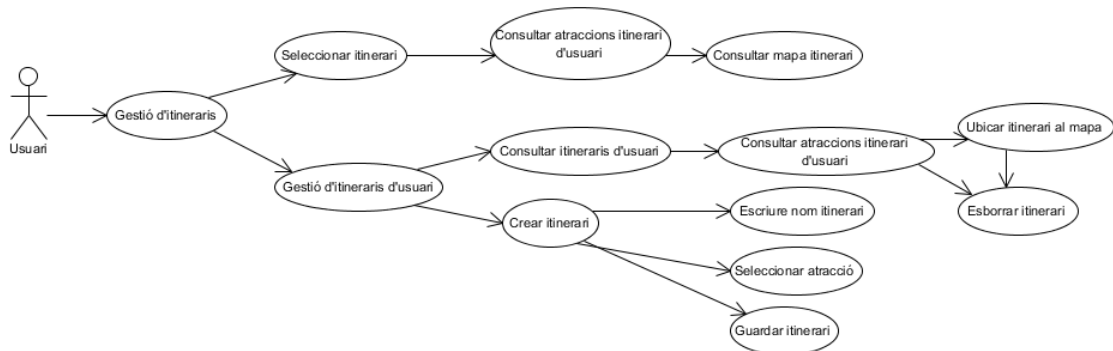 Consultar atraccions itinerari
d'usuari
Seleccionar itinerari
Consultar mapa itinerari
Gestió d'itineraris
Usuari
Ubicar itinerari al mapa
Consultar itineraris d'usuari
Consultar atraccions itinerari
d'usuari
Gestió d'itineraris d'usuari
Crear itinerari
Escriure nom itinerari
Esborrar itinerari
Seleccionar atracció
Guardar itinerari